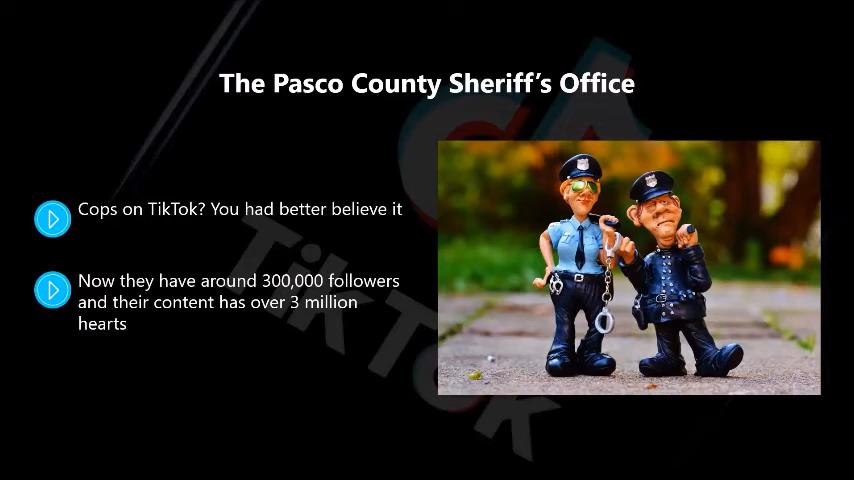 The Pasco County Sheriff’s Office
Cops on TikTok? You had better believe it
Now they have around 300,000 followers
and their content has over 3 million
hearts
TikTok